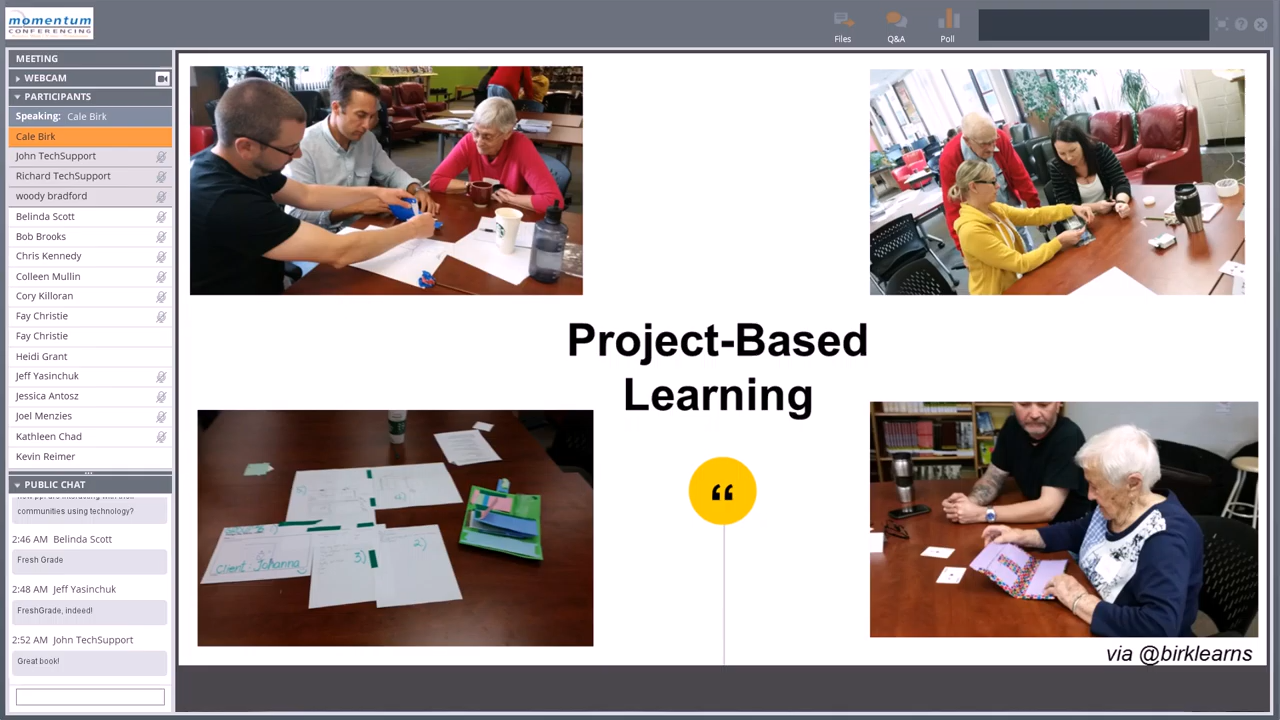 momentum
CONFERENCING
Files
Q&A
Poll
MEETING
WEBCAM
PARTICIPANTS
Speaking: Cale Birk
Cale Birk
John TechSupport
Richard TechSupport
woody bradford
Belinda Scott
Bob Brooks
Chris Kennedy
Colleen Mullin
Cory Killoran
Fay Christie
Fay Christie
Heidi Grant
Jeff Yasinchuk
Jessica Antosz
Joel Menzies
Kathleen Chad
Kevin Reimer
PUBLIC CHAT
communities using technology?
2:46 AM Belinda Scott
Fresh Grade
2:48 AM Jeff Yasinchuk
FreshGrade, indeed!
2:52 AM John TechSupport
Great book!
Project-Based
Learning
“
Client: Johanna
3)
2)
via @birklearns